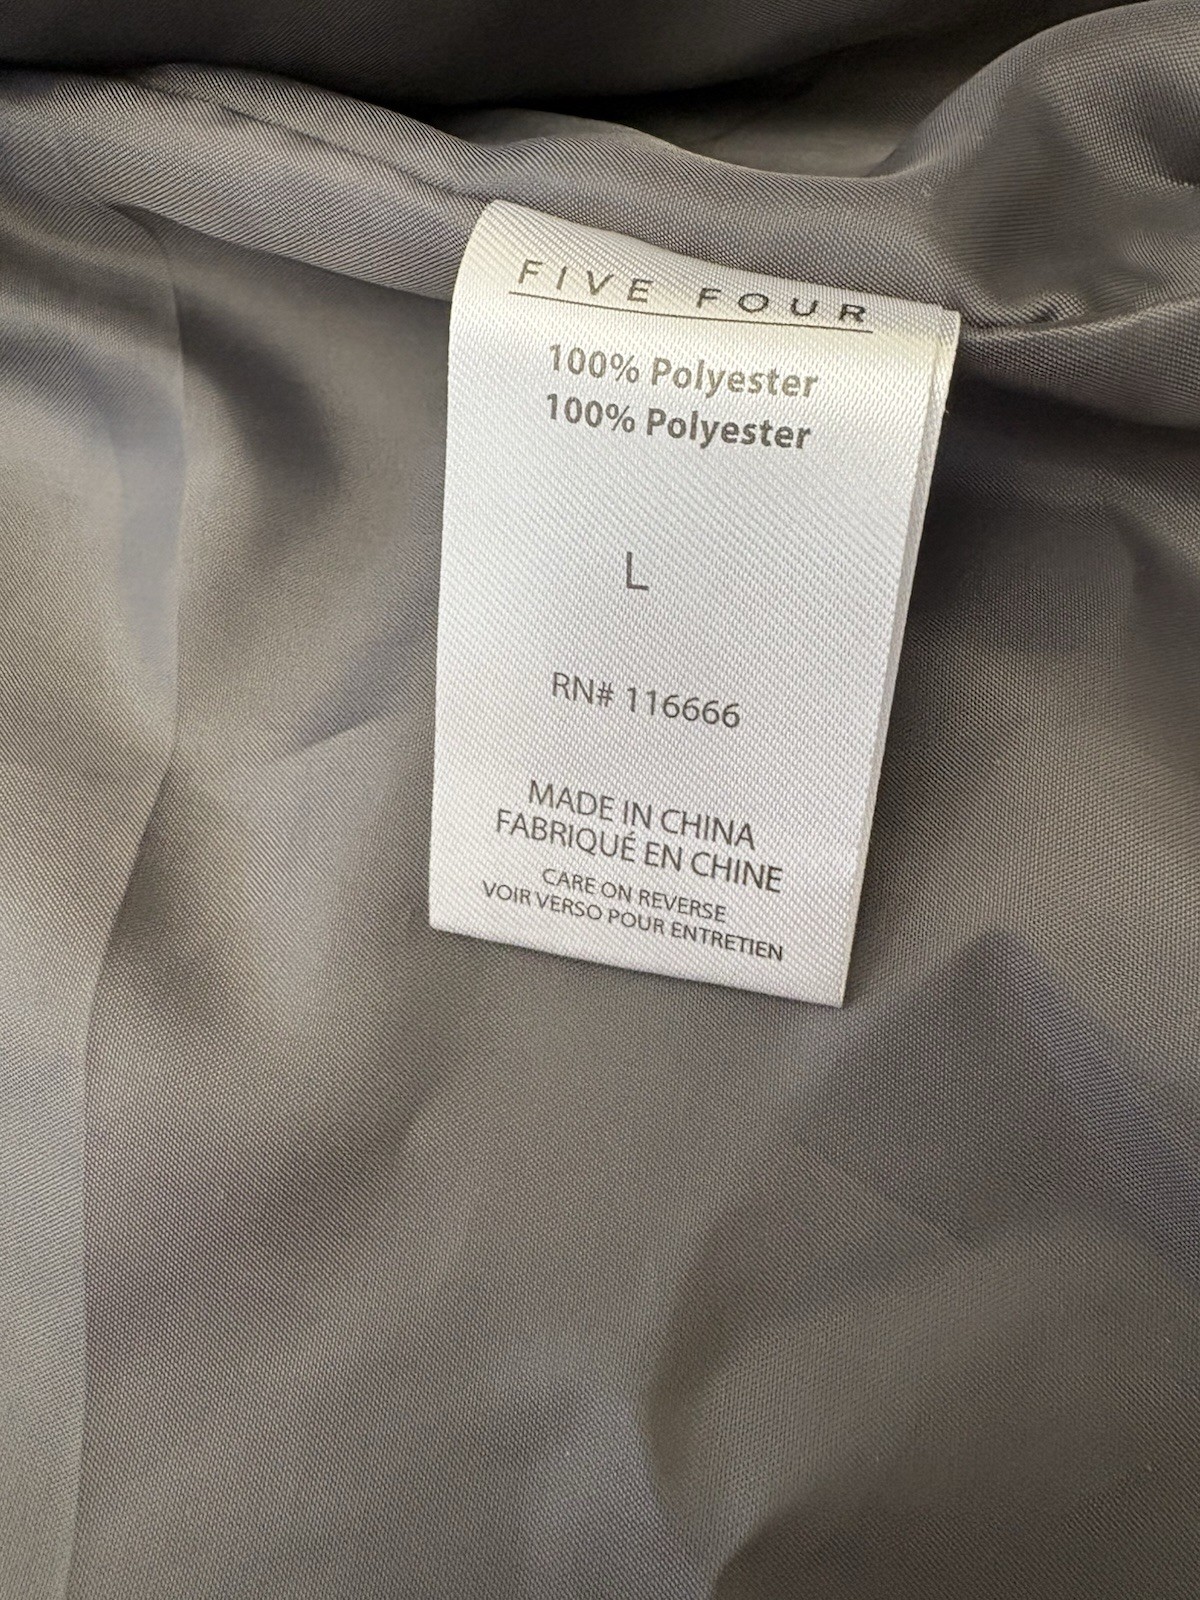 FIVE FOUR
100% Polyester
100% Polyester
L
RN# 116666
MADE IN CHINA
FABRIQUÉ EN CHINE
CARE ON REVERSE
VOIR VERSO POUR ENTRETIEN